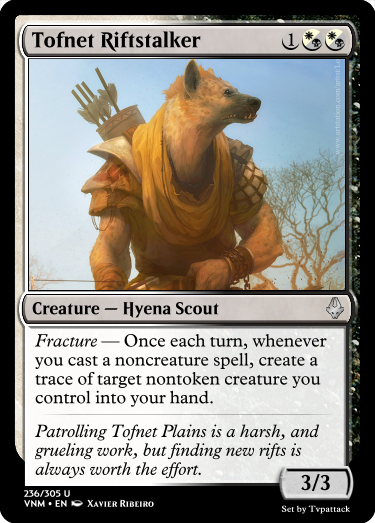 Tofnet Riftstalker 1
Creature — Hyena Scout
Fracture — Once each turn, whenever
you cast a noncreature spell, create a
trace of target nontoken creature you
control into your hand.
Patrolling Tofnet Plains is a harsh, and
grueling work, but finding new rifts is
always worth the effort.
3/3
236/305 U
VNM • EN Xavier Ribeiro
Set by Tvpattack